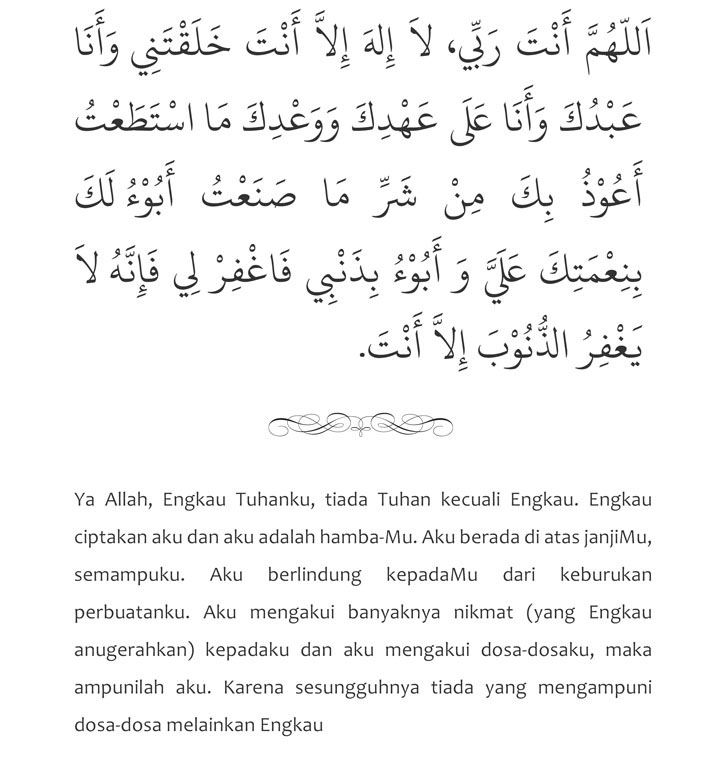 اَللّهُمَّ أَنْتَ رَبِّي، لاَ إِلهَ إِلاَّ أَنْتَ خَلَقْتَنِي وَأَنَا
عَبْدُكَ وَأَنَا عَلَى عَهْدِكَ وَوَعْدِكَ مَا اسْتَطَعْتُ
أَعُوْذُ بِكَ مِنْ شَرِّ مَا صَنَعْتُ أَبُوْءُ لَكَ
بِنِعْمَتِكَ عَلَيَّ وَ أَبُوْءُ بِذَنْبِي فَاغْفِرْ لِي فَإِنَّهُ لاَ
يَغْفِرُ الذُّنُوْبَ إِلاَّ أَنْتَ.
Ya Allah, Engkau Tuhanku, tiada Tuhan kecuali Engkau. Engkau
ciptakan aku dan aku adalah hamba-Mu. Aku berada di atas janjiMu,
semampuku. Aku berlindung kepadaMu dari keburukan
perbuatanku. Aku mengakui banyaknya nikmat (yang Engkau
anugerahkan) kepadaku dan aku mengakui dosa-dosaku, maka
ampunilah aku. Karena sesungguhnya tiada yang mengampuni
dosa-dosa melainkan Engkau